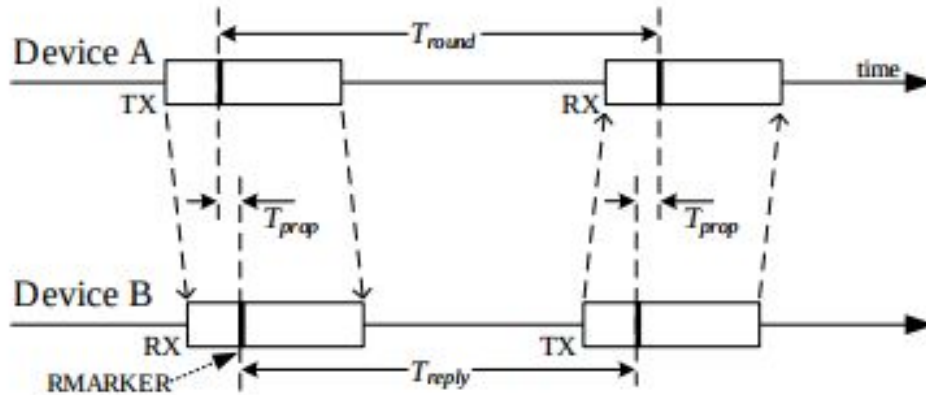 T_round
Device A
time
TX
RX
T_prop
T_prop
Device B
RX
TX
RMARKER
T_reply